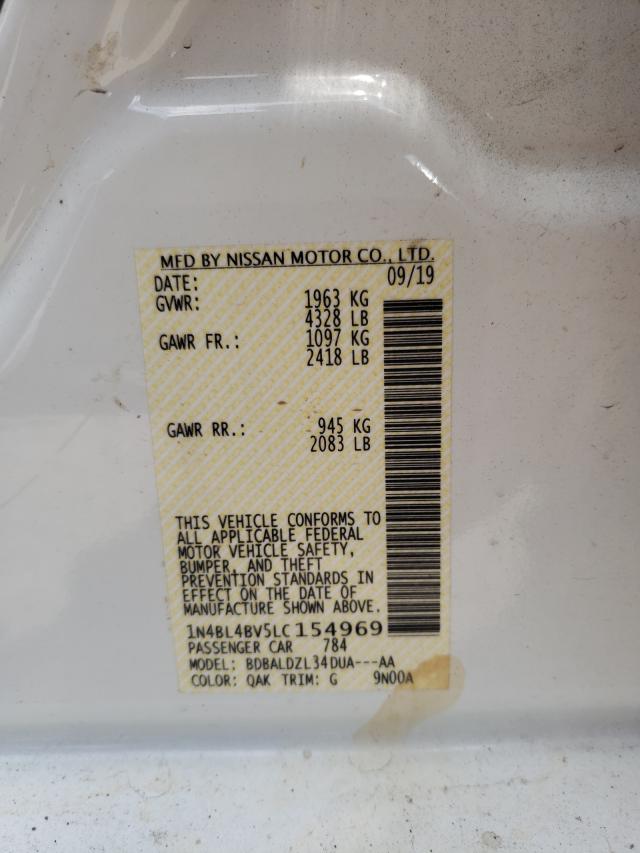 MFD BY NISSAN MOTOR CO., LTD.
DATE: 09/19
GVWR: 1963 KG
4328 LB
GAWR FR.: 1097 KG
2418 LB
GAWR RR.: 945 KG
2083 LB
THIS VEHICLE CONFORMS TO
ALL APPLICABLE FEDERAL
MOTOR VEHICLE SAFETY,
BUMPER, AND THEFT
PREVENTION STANDARDS IN
EFFECT ON THE DATE OF
MANUFACTURE SHOWN ABOVE.
1N4BL4BV5LC154969
PASSENGER CAR 784
MODEL: BDBALDZL34DUA---AA
COLOR: QAK TRIM: G 9N00A